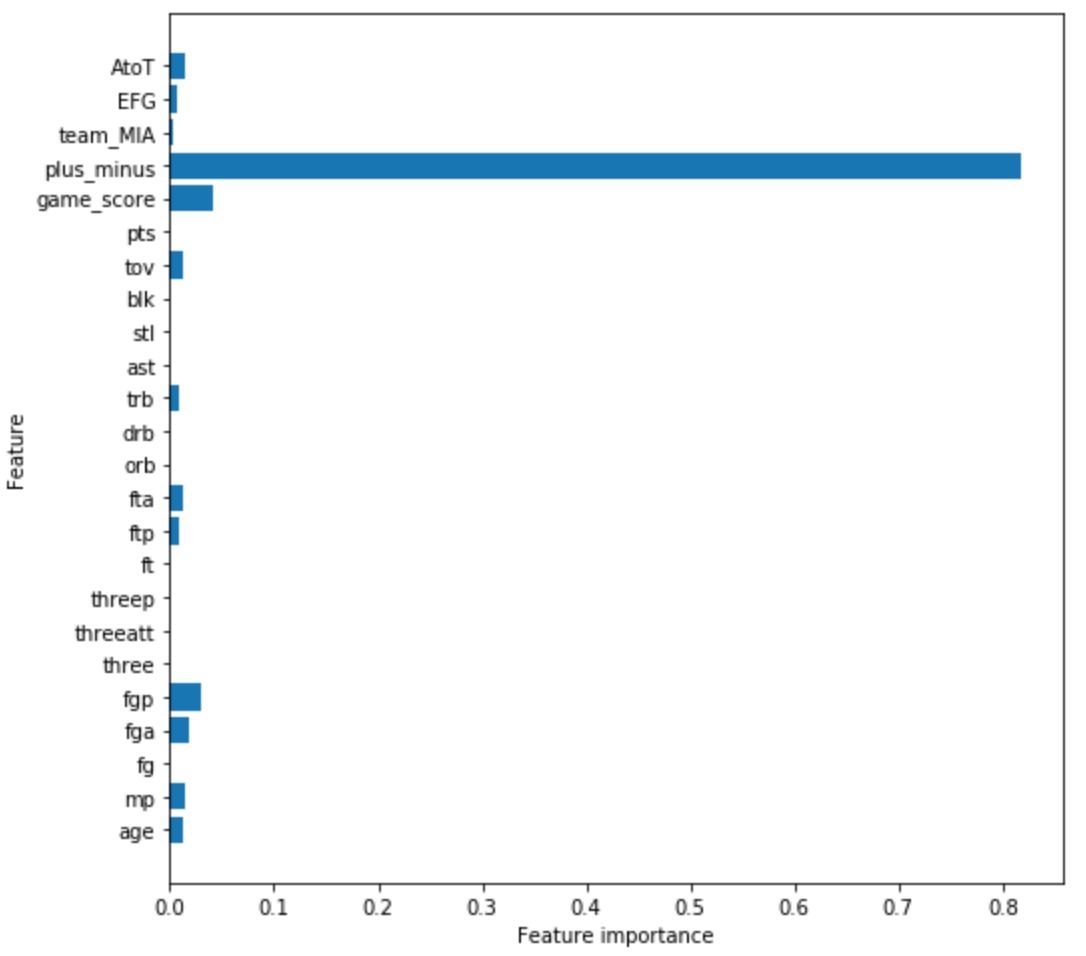 AtoT
EFG
team_MIA
plus_minus
game_score
pts
tov
blk
stl
ast
trb
drb
orb
fta
ftp
ft
threep
threeatt
three
fgp
fga
fg
mp
age
Feature
0.0 0.1 0.2 0.3 0.4 0.5 0.6 0.7 0.8
Feature importance